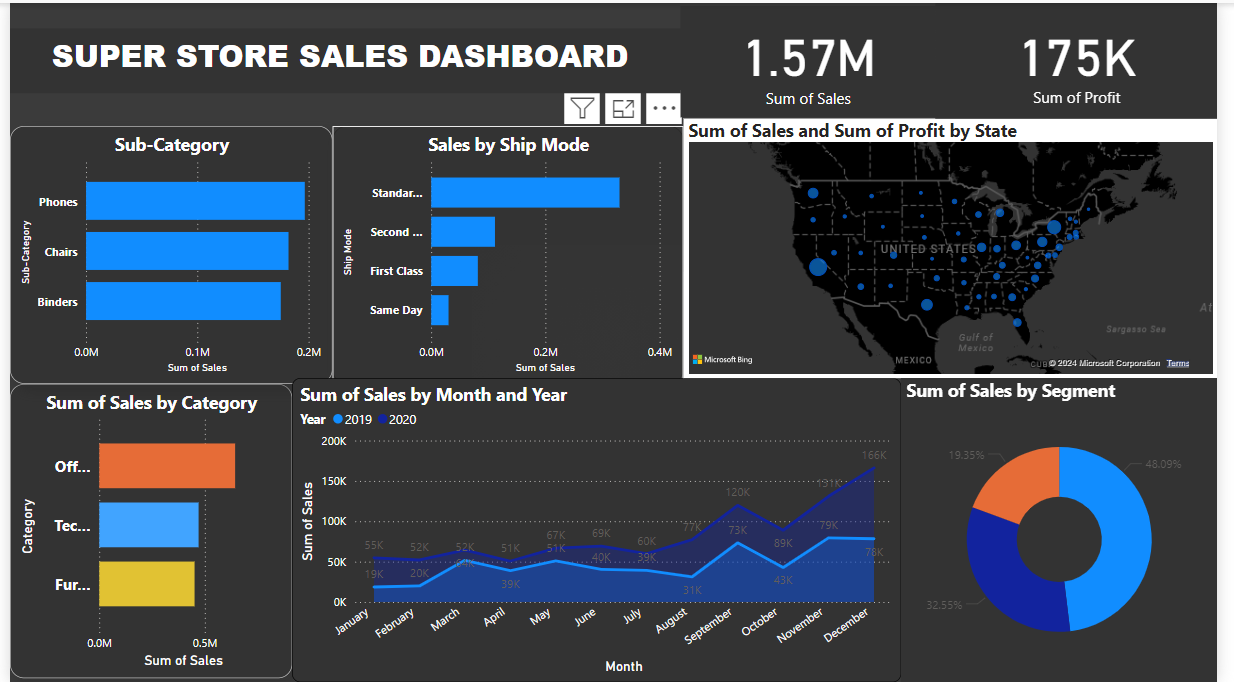 SUPER STORE SALES DASHBOARD
1.57M
Sum of Sales
175K
Sum of Profit
Sub-Category
Sub-Category
Phones
Chairs
Binders
0.0M 0.1M 0.2M
Sum of Sales
Sales by Ship Mode
Ship Mode
Standar...
Second ...
First Class
Same Day
0.0M 0.2M 0.4M
Sum of Sales
Sum of Sales and Sum of Profit by State
UNITED STATES
MEXICO
Gulf of
Mexico
CUB
Sargasso Sea
Af
Microsoft Bing
© 2024 Microsoft Corporation Terms
Sum of Sales by Category
Category
Off...
Tec...
Fur...
0.0M 0.5M
Sum of Sales
Sum of Sales by Month and Year
Year 2019 2020
Sum of Sales
200K
150K
100K
50K
0K
55K 52K 52K 51K 67K 69K 60K 77K 120K 89K 131K 166K
19K 20K 39K 51K 40K 39K 31K 73K 43K 79K 78K
January February March April May June July August September October November December
Month
Sum of Sales by Segment
19.35%
48.09%
32.55%